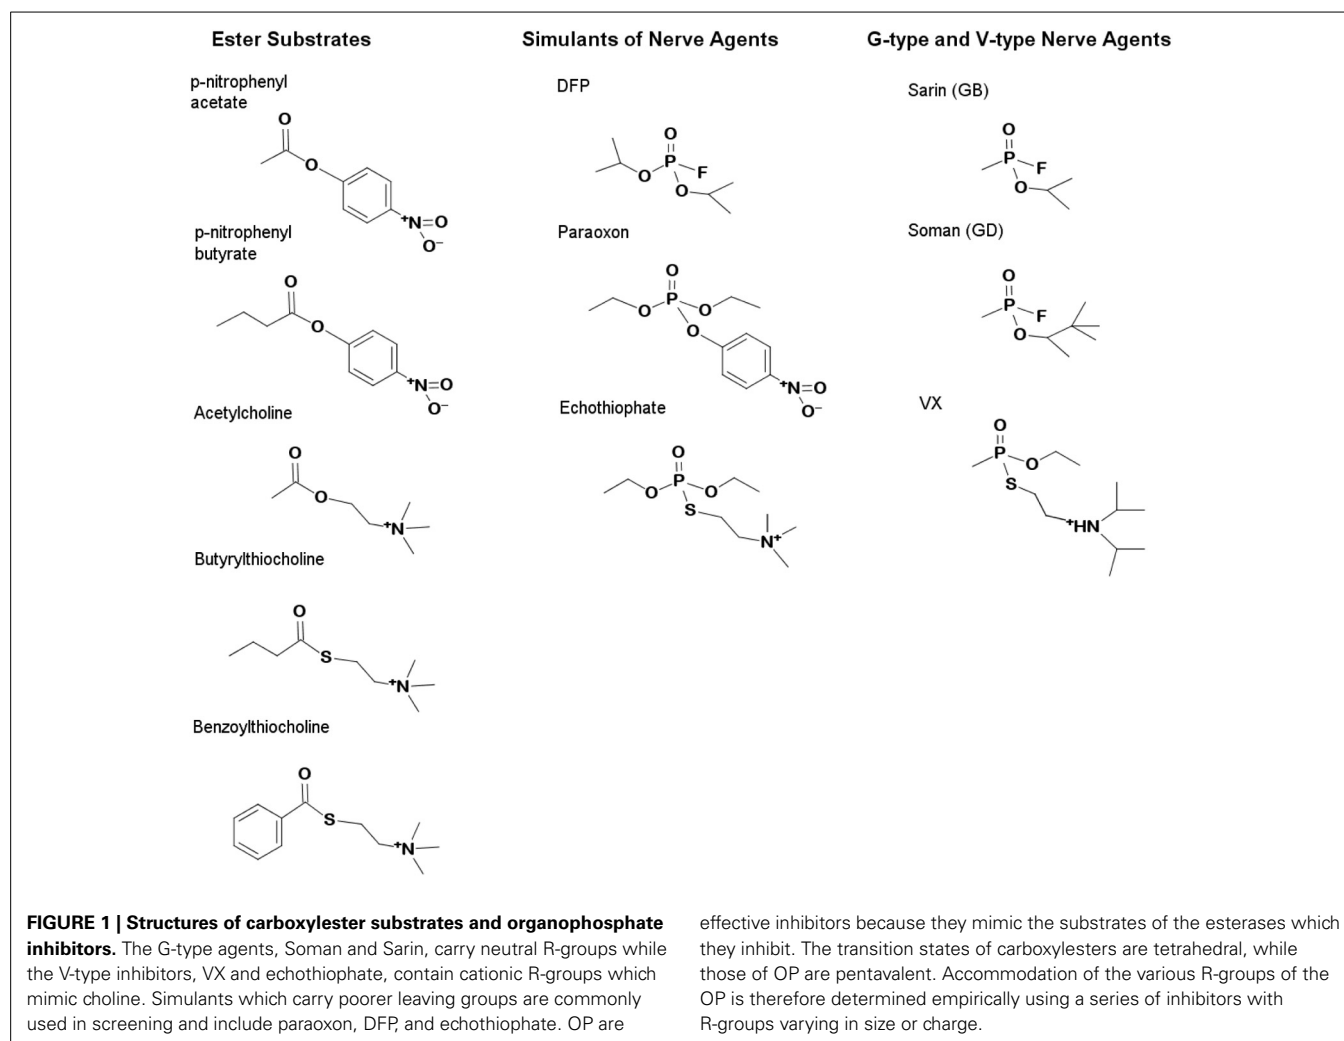 Ester Substrates
p-nitrophenyl
acetate
O
O
+N=O
O−
p-nitrophenyl
butyrate
O
O
+N=O
O−
Acetylcholine
O
O
+N
Butyrylthiocholine
O
S
+N
Benzoylthiocholine
O
S
+N
Simulants of Nerve Agents
DFP
O
P
O
F
O
Paraoxon
O
P
O
O
O
+N=O
O−
Echothiophate
O
P
O
O
S
N+
G-type and V-type Nerve Agents
Sarin (GB)
O
P
F
O
Soman (GD)
O
P
F
O
VX
O
P
O
S
+HN
FIGURE 1 | Structures of carboxylester substrates and organophosphate
inhibitors. The G-type agents, Soman and Sarin, carry neutral R-groups while
the V-type inhibitors, VX and echothiophate, contain cationic R-groups which
mimic choline. Simulants which carry poorer leaving groups are commonly
used in screening and include paraoxon, DFP, and echothiophate. OP are
effective inhibitors because they mimic the substrates of the esterases which
they inhibit. The transition states of carboxylesters are tetrahedral, while
those of OP are pentavalent. Accommodation of the various R-groups of the
OP is therefore determined empirically using a series of inhibitors with
R-groups varying in size or charge.